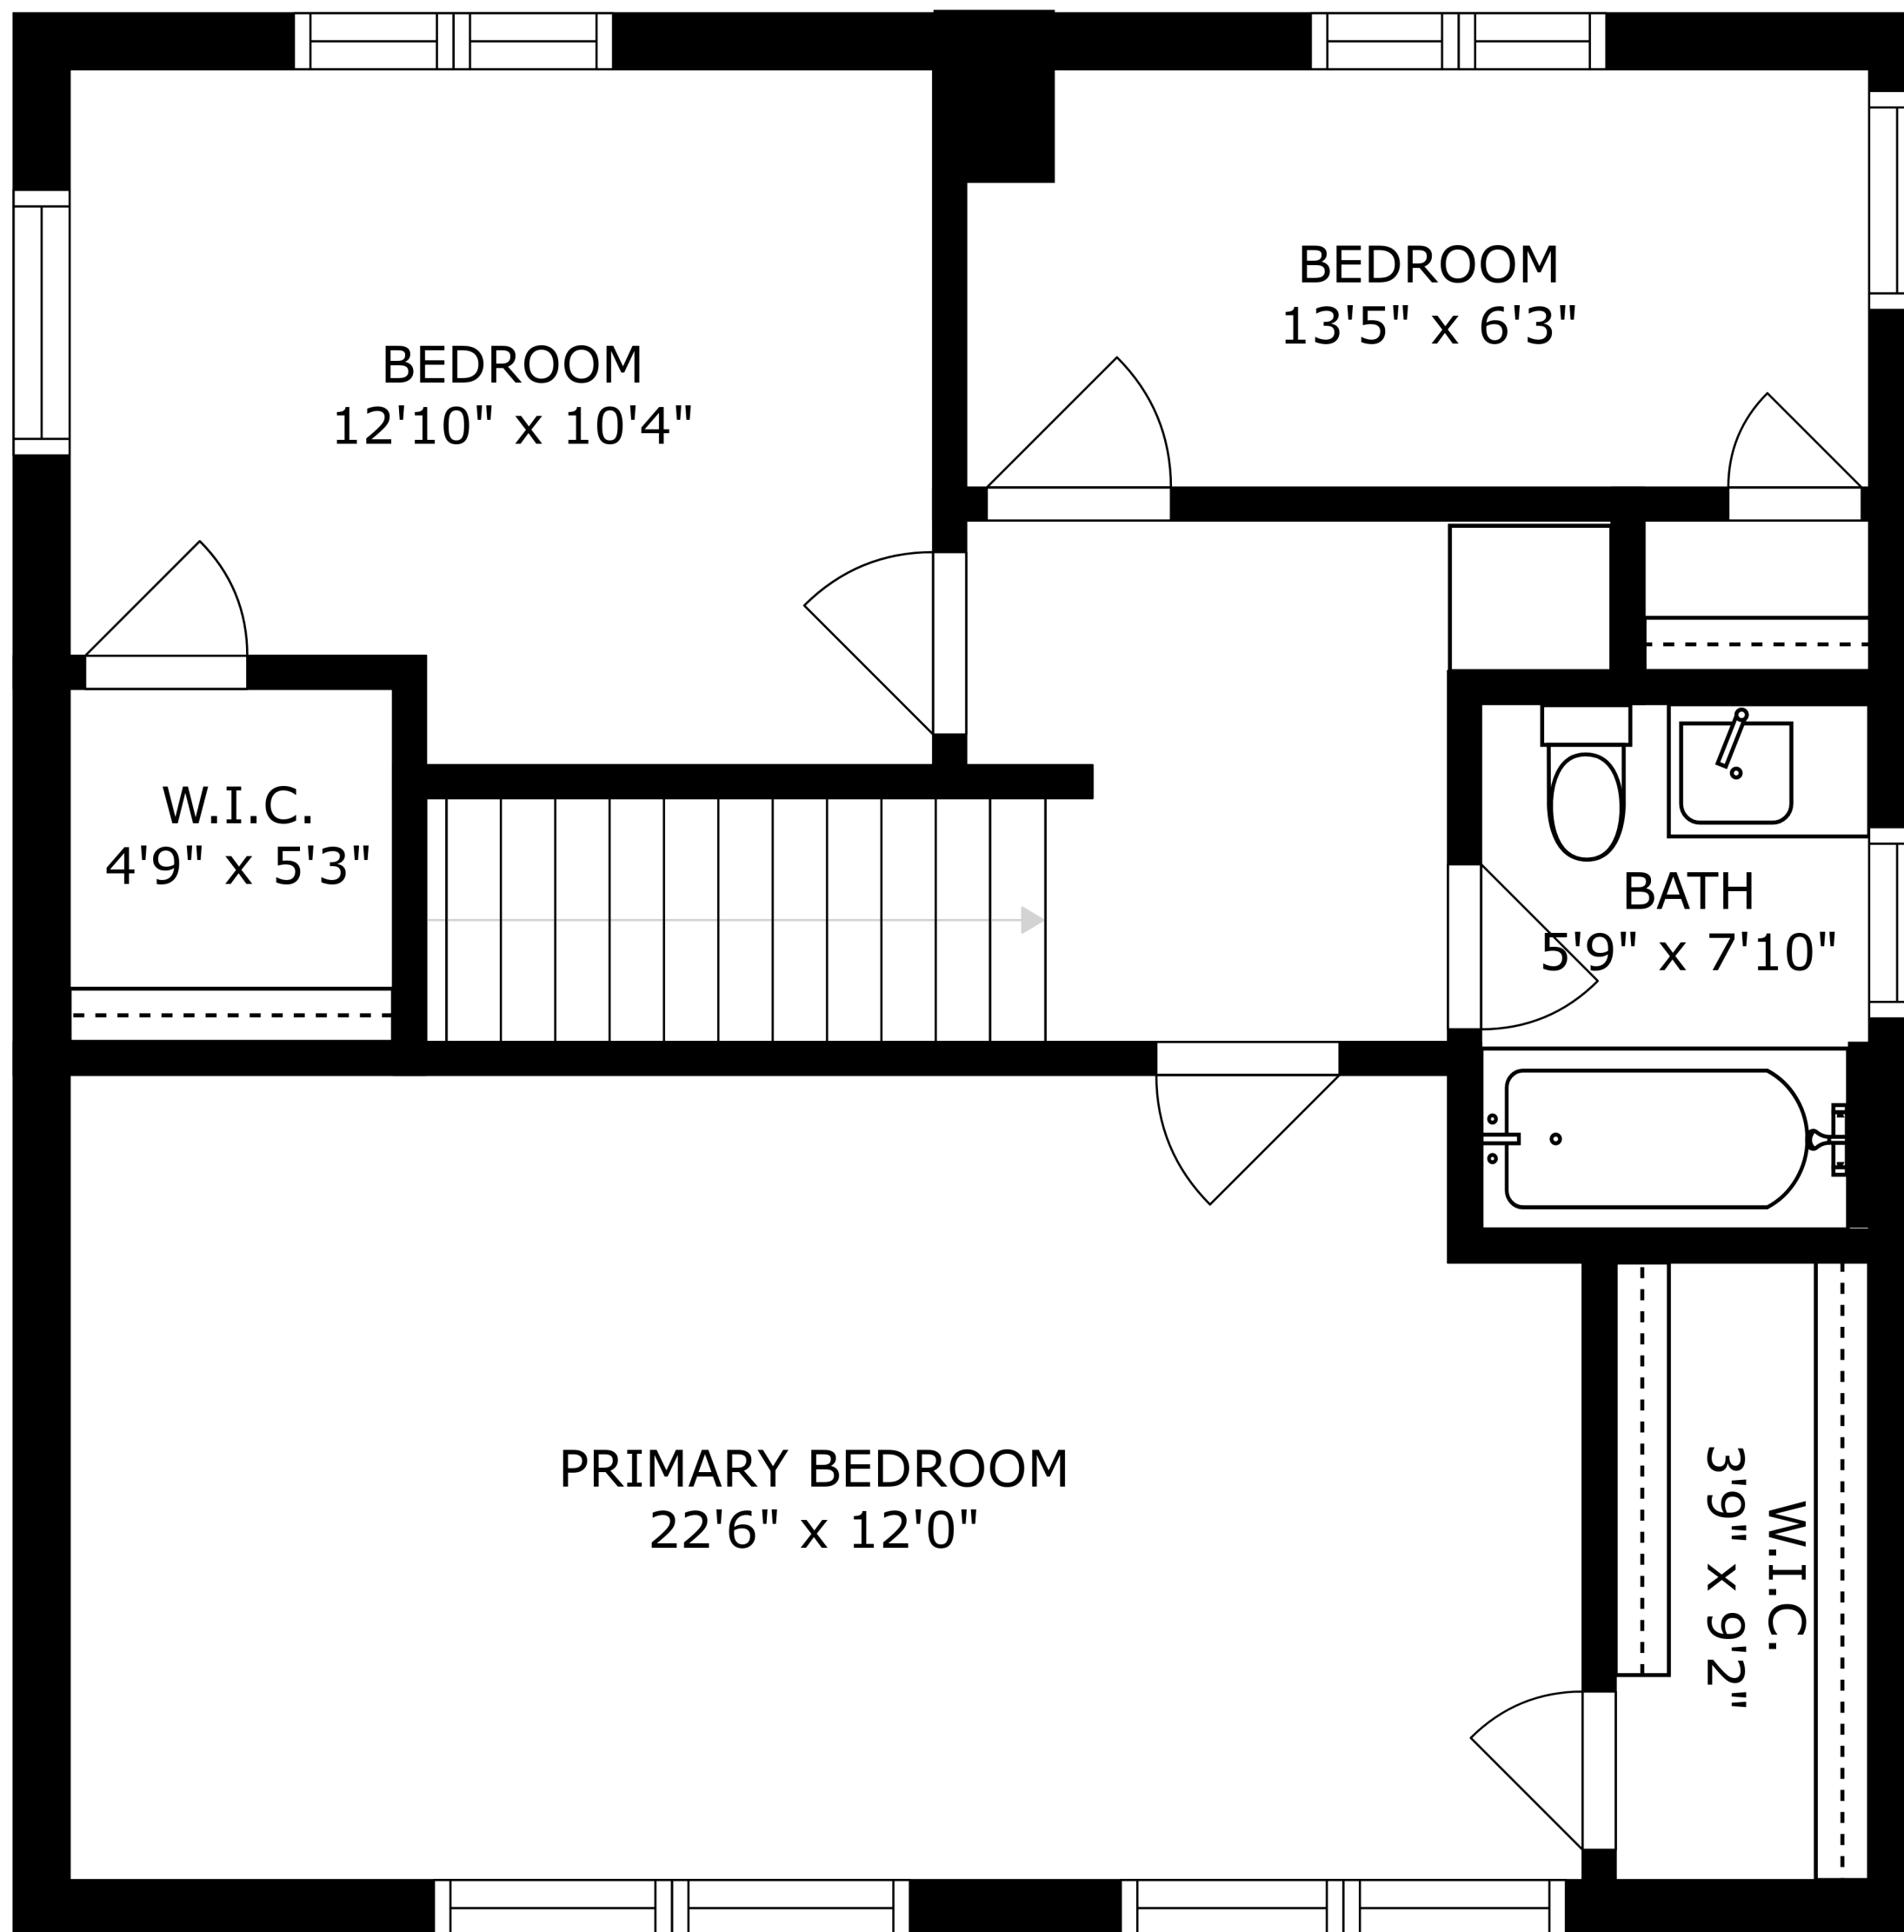 BEDROOM
13'5" x 6'3"
BEDROOM
12'10" x 10'4"
W.I.C.
4'9" x 5'3"
BATH
5'9" x 7'10"
PRIMARY BEDROOM
22'6" x 12'0"
W.I.C.
3'9" x 9'2"